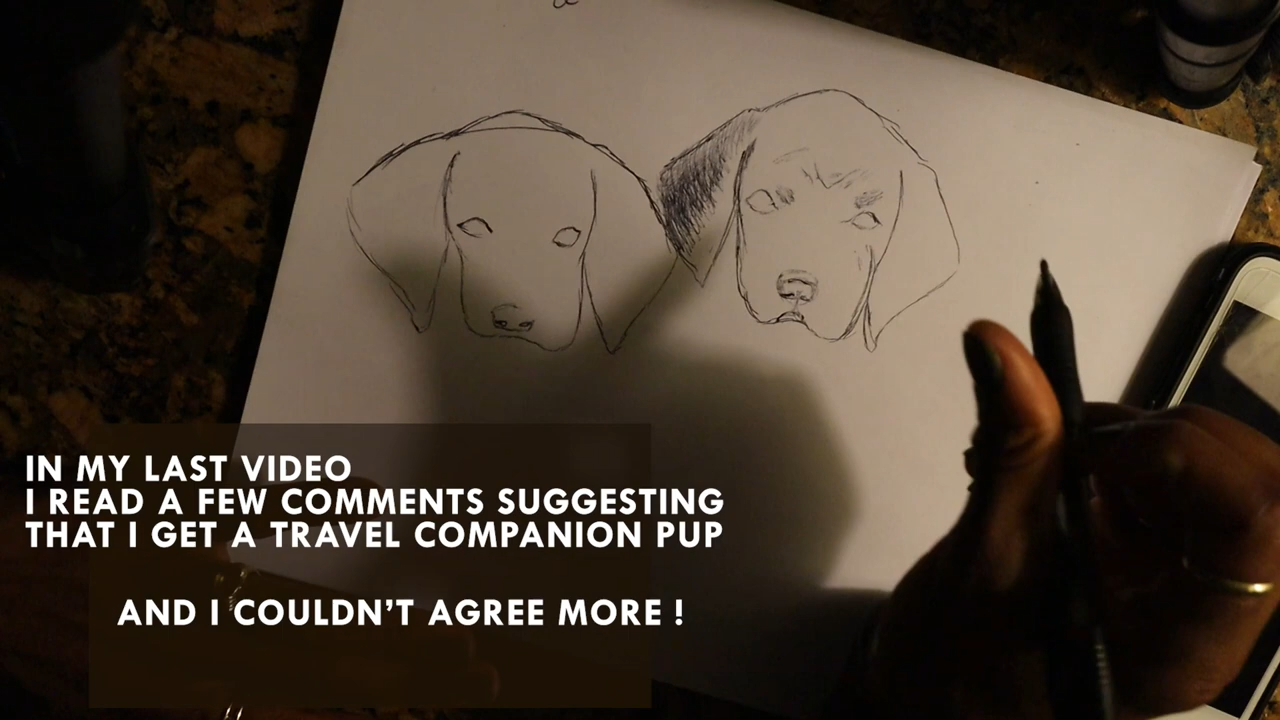 IN MY LAST VIDEO
I READ A FEW COMMENTS SUGGESTING
THAT I GET A TRAVEL COMPANION PUP
AND I COULDN’T AGREE MORE !